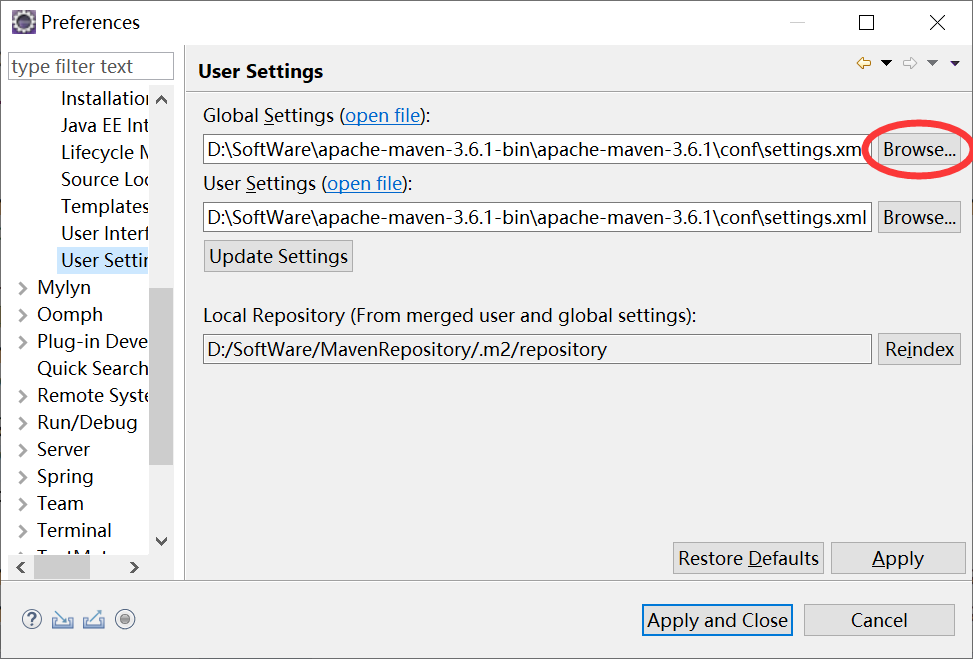 Preferences
type filter text
User Settings
Installation
Java EE Int
Lifecycle M
Source Loc
Templates
User Interf
User Settin
Mylyn
Oomph
Plug-in Deve
Quick Search
Remote Syste
Run/Debug
Server
Spring
Team
Terminal
Global Settings (open file):
D:\SoftWare\apache-maven-3.6.1-bin\apache-maven-3.6.1\conf\settings.xml Browse...
User Settings (open file):
D:\SoftWare\apache-maven-3.6.1-bin\apache-maven-3.6.1\conf\settings.xml Browse...
Update Settings
Local Repository (From merged user and global settings):
D:/SoftWare/MavenRepository/.m2/repository Reindex
Restore Defaults Apply
Apply and Close Cancel